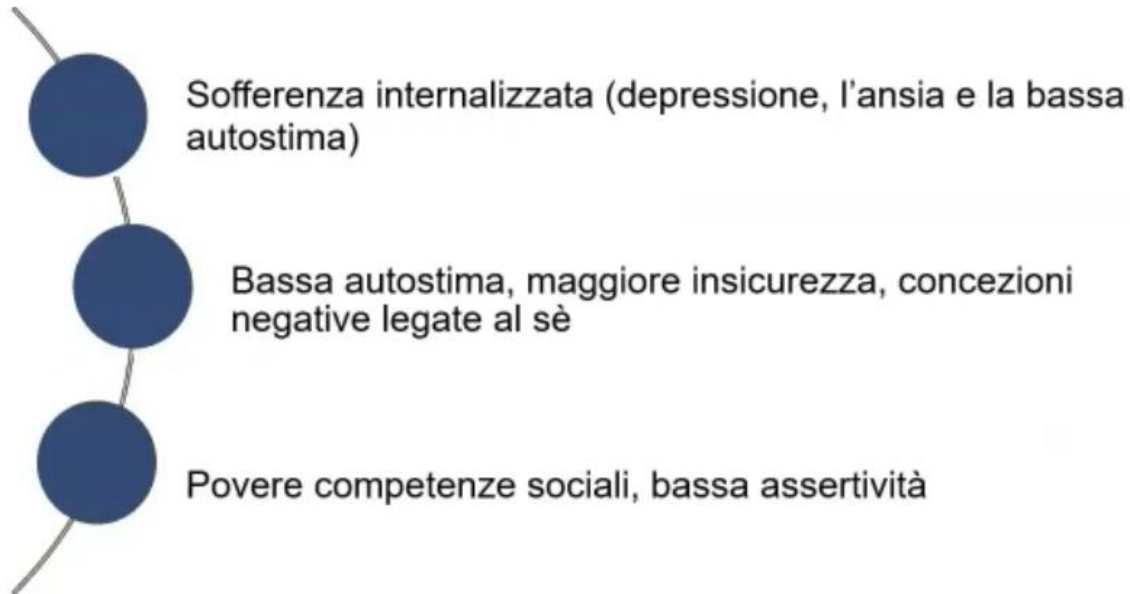 Sofferenza internalizzata (depressione, l'ansia e la bassa
autostima)
Bassa autostima, maggiore insicurezza, concezioni
negative legate al sè
Povere competenze sociali, bassa assertività